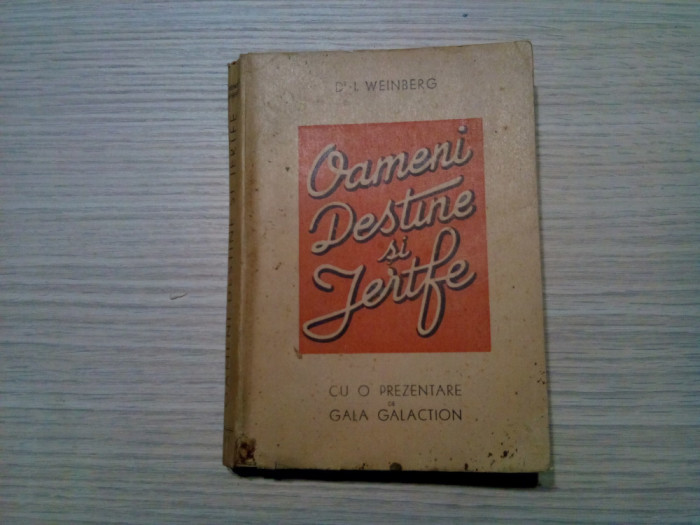 Dr. I. WEINBERG
Oameni
Destine
și
Jertfe
CU O PREZENTARE
DE
GALA GALACTION